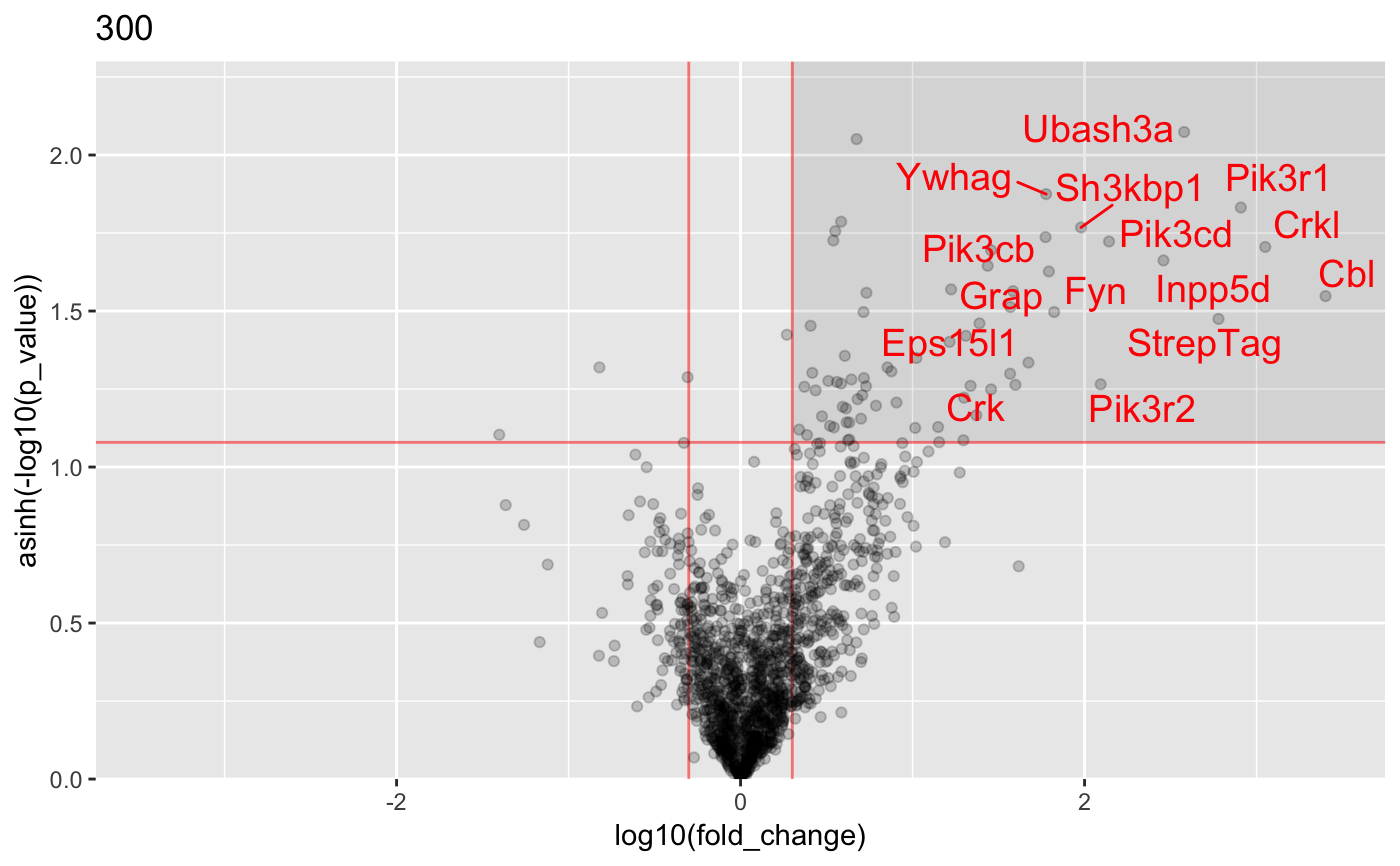 300
asinh(-log10(p_value))
2.0
1.5
1.0
0.5
0.0
Ubash3a
Ywhag
Sh3kbp1
Pik3r1
Pik3cb
Pik3cd
Crkl
Grap
Fyn
Inpp5d
Cbl
Eps15l1
StrepTag
Crk
Pik3r2
-2
0
2
log10(fold_change)